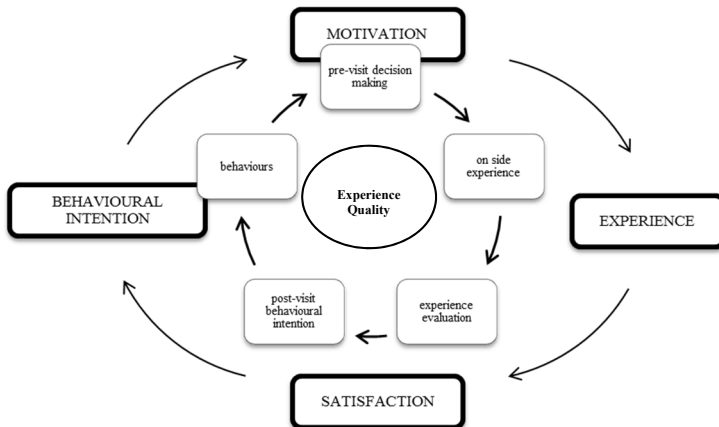 MOTIVATION
pre-visit decision
making
behaviours
on side
experience
Experience
Quality
BEHAVIOURAL
INTENTION
EXPERIENCE
post-visit
behavioural
intention
experience
evaluation
SATISFACTION